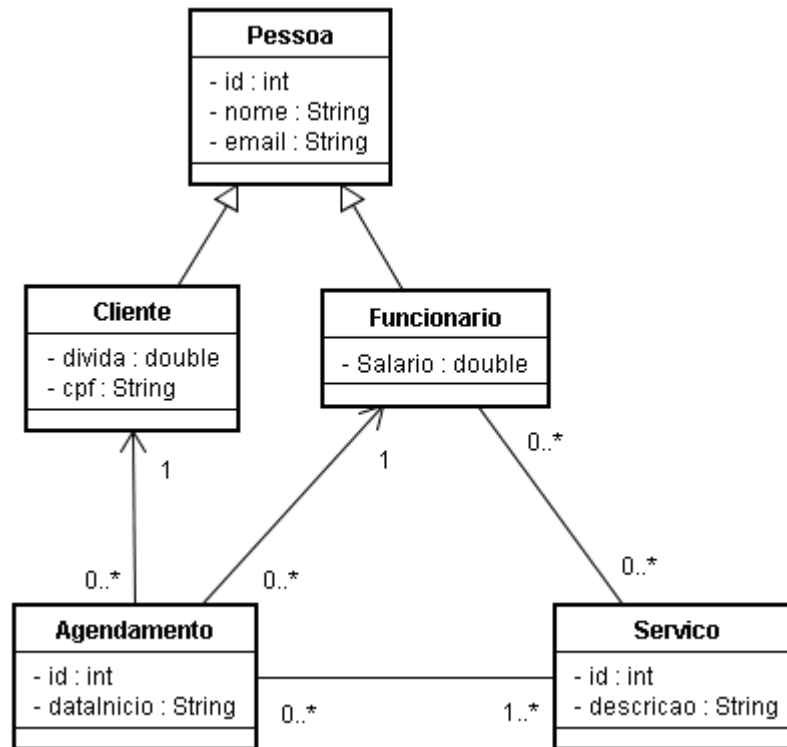 Pessoa
- id : int
- nome : String
- email : String
Cliente
- divida : double
- cpf : String
Funcionario
- Salario : double
1
1
0..*
0..*
0..*
0..*
Agendamento
- id : int
- dataInicio : String
Servico
- id : int
- descricao : String
0..*
1..*